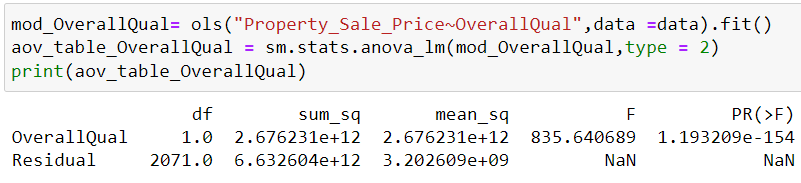 mod_OverallQual= ols("Property_Sale_Price~OverallQual",data =data).fit()
aov_table_OverallQual = sm.stats.anova_lm(mod_OverallQual,type = 2)
print(aov_table_OverallQual)
df sum_sq mean_sq F PR(>F)
OverallQual 1.0 2.676231e+12 2.676231e+12 835.640689 1.193209e-154
Residual 2071.0 6.632604e+12 3.202609e+09 NaN NaN